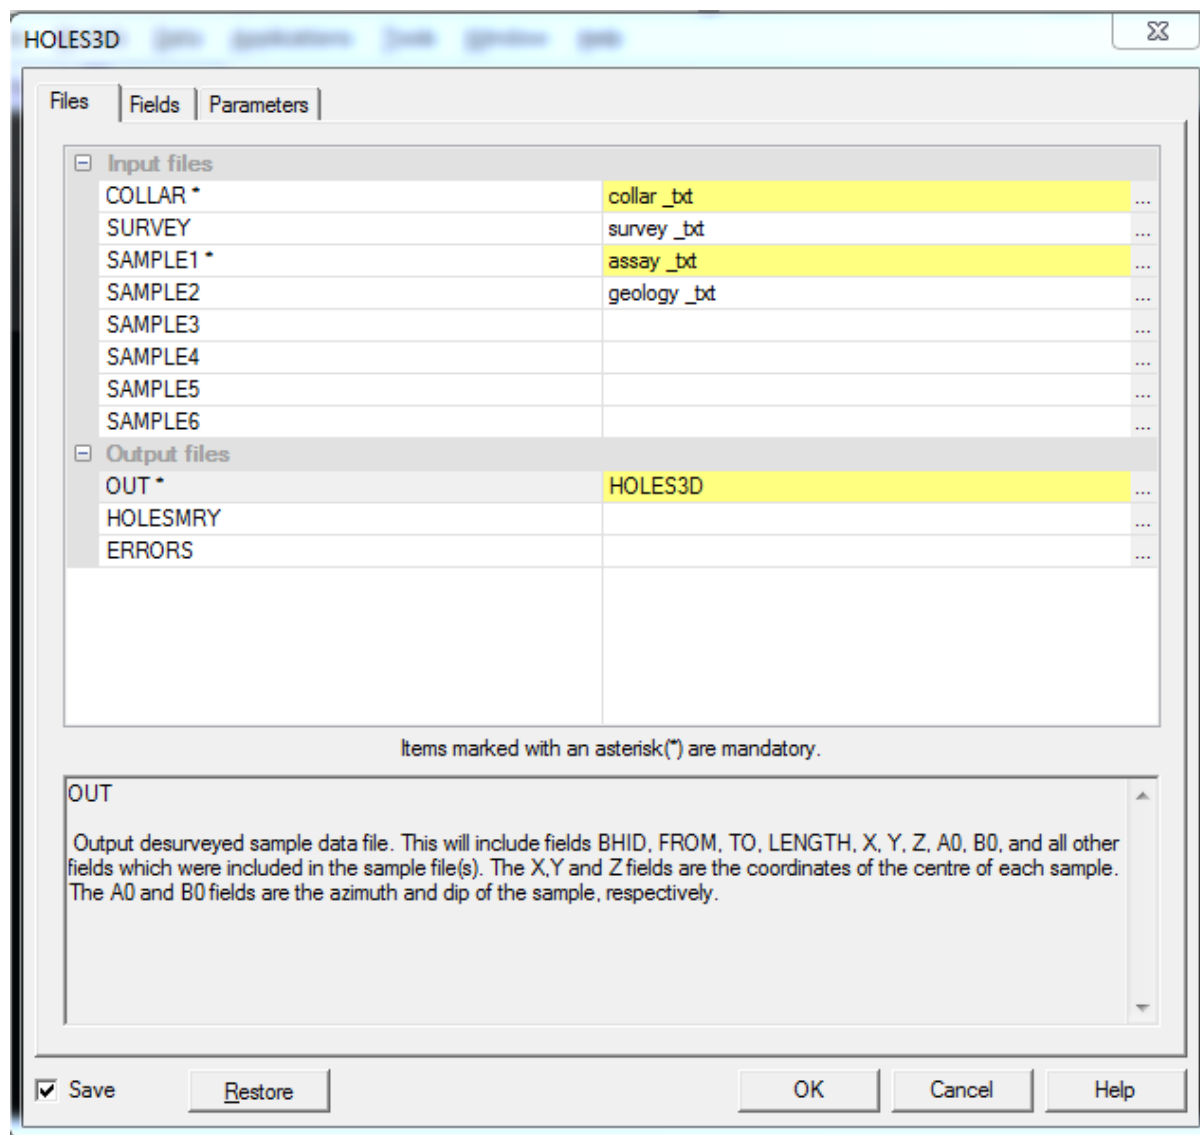 HOLES3D
Files Fields Parameters
Input files
COLLAR * collar _txt ...
SURVEY survey _txt ...
SAMPLE1 * assay _txt ...
SAMPLE2 geology _txt ...
SAMPLE3 ...
SAMPLE4 ...
SAMPLE5 ...
SAMPLE6 ...
Output files
OUT * HOLES3D ...
HOLESMRY ...
ERRORS ...
Items marked with an asterisk(*) are mandatory.
OUT
Output desurveyed sample data file. This will include fields BHID, FROM, TO, LENGTH, X, Y, Z, A0, B0, and all other
fields which were included in the sample file(s). The X,Y and Z fields are the coordinates of the centre of each sample.
The A0 and B0 fields are the azimuth and dip of the sample, respectively.
Save Restore OK Cancel Help